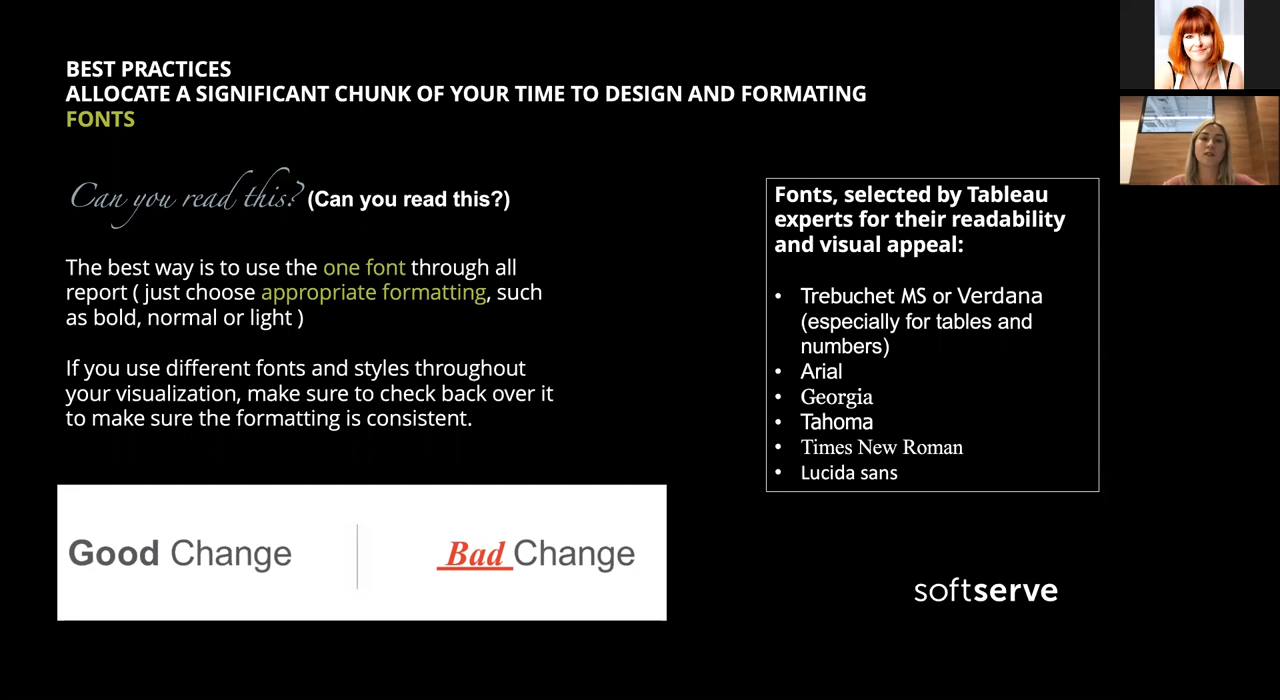 BEST PRACTICES
ALLOCATE A SIGNIFICANT CHUNK OF YOUR TIME TO DESIGN AND FORMATING
FONTS
Can you read this? (Can you read this?)
The best way is to use the one font through all
report ( just choose appropriate formatting, such
as bold, normal or light )
If you use different fonts and styles throughout
your visualization, make sure to check back over it
to make sure the formatting is consistent.
Good Change
Bad Change
Fonts, selected by Tableau
experts for their readability
and visual appeal:
• Trebuchet MS or Verdana
(especially for tables and
numbers)
• Arial
• Georgia
• Tahoma
• Times New Roman
• Lucida sans
softserve